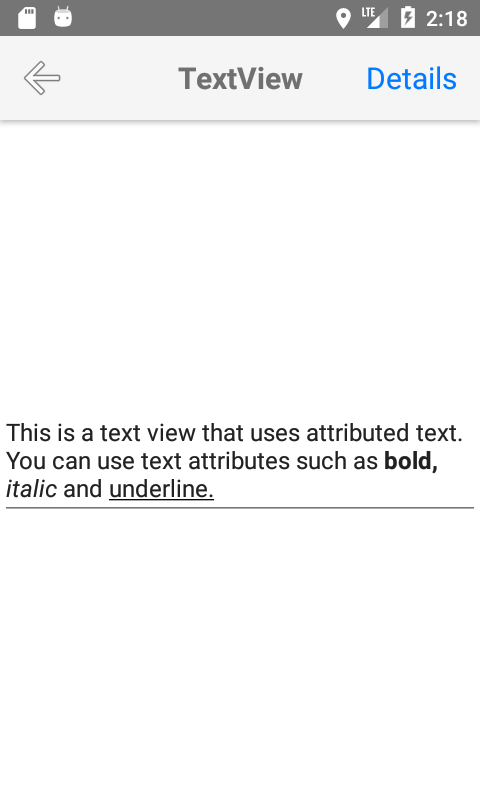 LTE 2:18
TextView Details
This is a text view that uses attributed text.
You can use text attributes such as bold,
italic and underline.